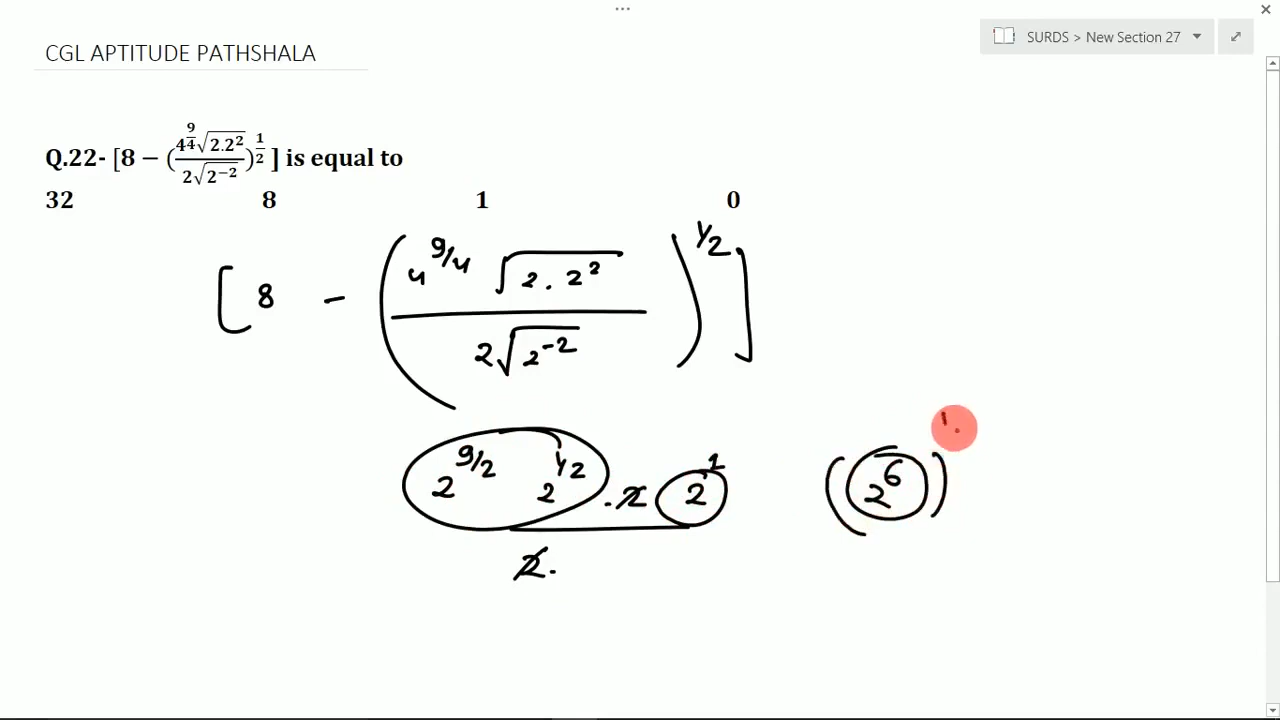 ...
SURDS > New Section 27
CGL APTITUDE PATHSHALA
Q.22- [8 − (4^{9/4}√(2.2²) / 2√(2⁻²))^{1/2} ] is equal to
32 8 1 0
[ 8 − ( 4^{9/4} √(2 . 2²) / 2√(2⁻²) )^{1/2} ]
2^{9/2} 2^{1/2} . 2 2^1 (2^6)
2.